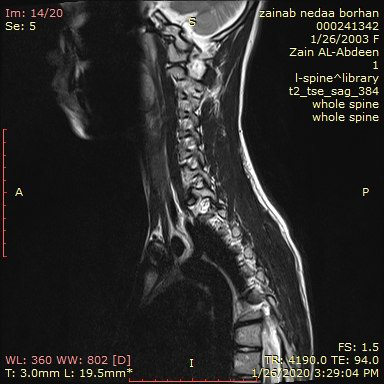 Im: 14/20
Se: 5
zainab nedaa borhan
000241342
1/26/2003 F
Zain AL-Abdeen
1
l-spine^library
t2_tse_sag_384
whole spine
whole spine
S
A
P
I
WL: 360 WW: 802 [D]
T: 3.0mm L: 19.5mm*
FS: 1.5
TR: 4190.0 TE: 94.0
1/26/2020 3:29:04 PM